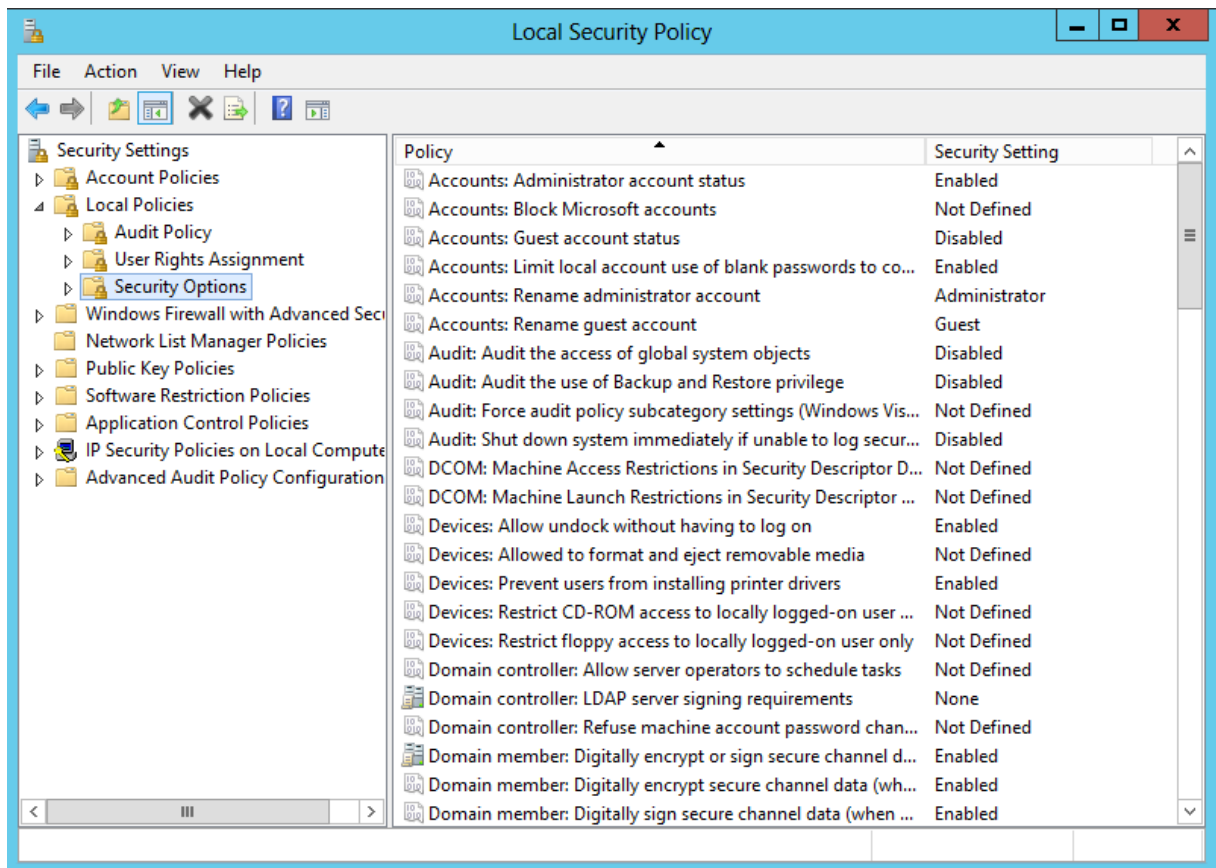 Local Security Policy
File Action View Help
Security Settings
Account Policies
Local Policies
Audit Policy
User Rights Assignment
Security Options
Windows Firewall with Advanced Secu
Network List Manager Policies
Public Key Policies
Software Restriction Policies
Application Control Policies
IP Security Policies on Local Compute
Advanced Audit Policy Configuration
Policy Security Setting
Accounts: Administrator account status Enabled
Accounts: Block Microsoft accounts Not Defined
Accounts: Guest account status Disabled
Accounts: Limit local account use of blank passwords to co... Enabled
Accounts: Rename administrator account Administrator
Accounts: Rename guest account Guest
Audit: Audit the access of global system objects Disabled
Audit: Audit the use of Backup and Restore privilege Disabled
Audit: Force audit policy subcategory settings (Windows Vis... Not Defined
Audit: Shut down system immediately if unable to log secur... Disabled
DCOM: Machine Access Restrictions in Security Descriptor D... Not Defined
DCOM: Machine Launch Restrictions in Security Descriptor ... Not Defined
Devices: Allow undock without having to log on Enabled
Devices: Allowed to format and eject removable media Not Defined
Devices: Prevent users from installing printer drivers Enabled
Devices: Restrict CD-ROM access to locally logged-on user ... Not Defined
Devices: Restrict floppy access to locally logged-on user only Not Defined
Domain controller: Allow server operators to schedule tasks Not Defined
Domain controller: LDAP server signing requirements None
Domain controller: Refuse machine account password chan... Not Defined
Domain member: Digitally encrypt or sign secure channel d... Enabled
Domain member: Digitally encrypt secure channel data (wh... Enabled
Domain member: Digitally sign secure channel data (when ... Enabled